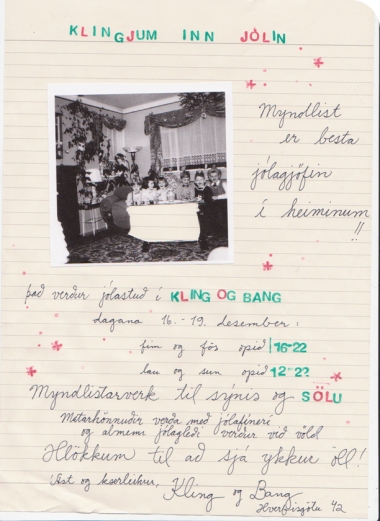 KLINGJUM INN JÓLIN
Myndlist
er besta
jólagjöfin
í heiminum
!!
það verður jólastuð í KLING OG BANG
dagana 16.-19. desember:
fim og fös opið 16-22
lau og sun opið 12-22
Myndlistarverk til sýnis og SÖLU
Matarhönnuðir verða með jólafíneri
og almenn jólagleði verður við völd!
Hlökkum til að sjá ykkur öll!
Ást og kærleikur,
Kling og Bang
Hverfisgötu 42